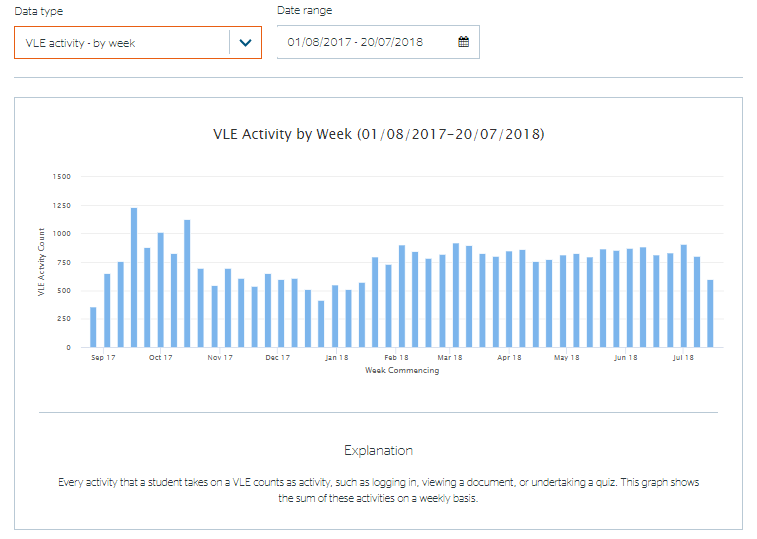 Data type
Date range
VLE activity - by week
01/08/2017 - 20/07/2018
VLE Activity by Week (01/08/2017-20/07/2018)
1500
1250
1000
750
500
250
0
VLE Activity Count
Sep 17 Oct 17 Nov 17 Dec 17 Jan 18 Feb 18 Mar 18 Apr 18 May 18 Jun 18 Jul 18
Week Commencing
Explanation
Every activity that a student takes on a VLE counts as activity, such as logging in, viewing a document, or undertaking a quiz. This graph shows
the sum of these activities on a weekly basis.